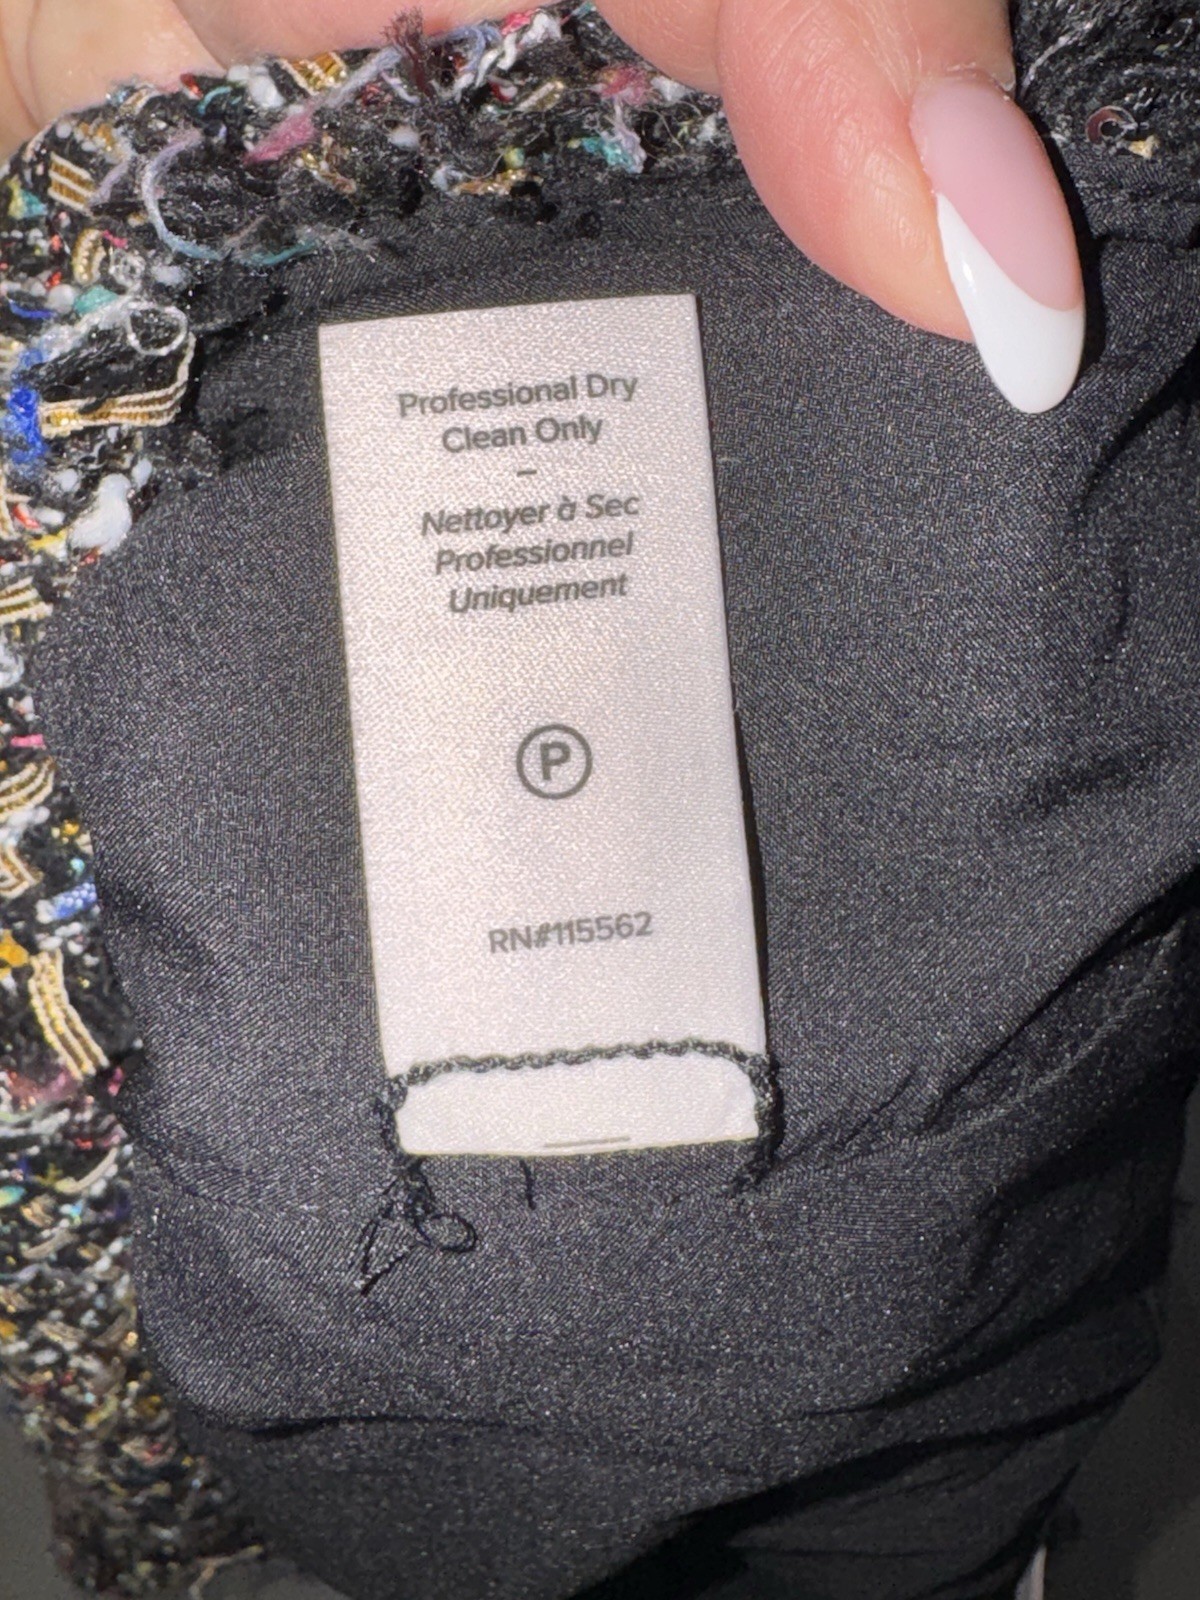 Professional Dry
Clean Only
–
Nettoyer à Sec
Professionnel
Uniquement
P
RN#115562